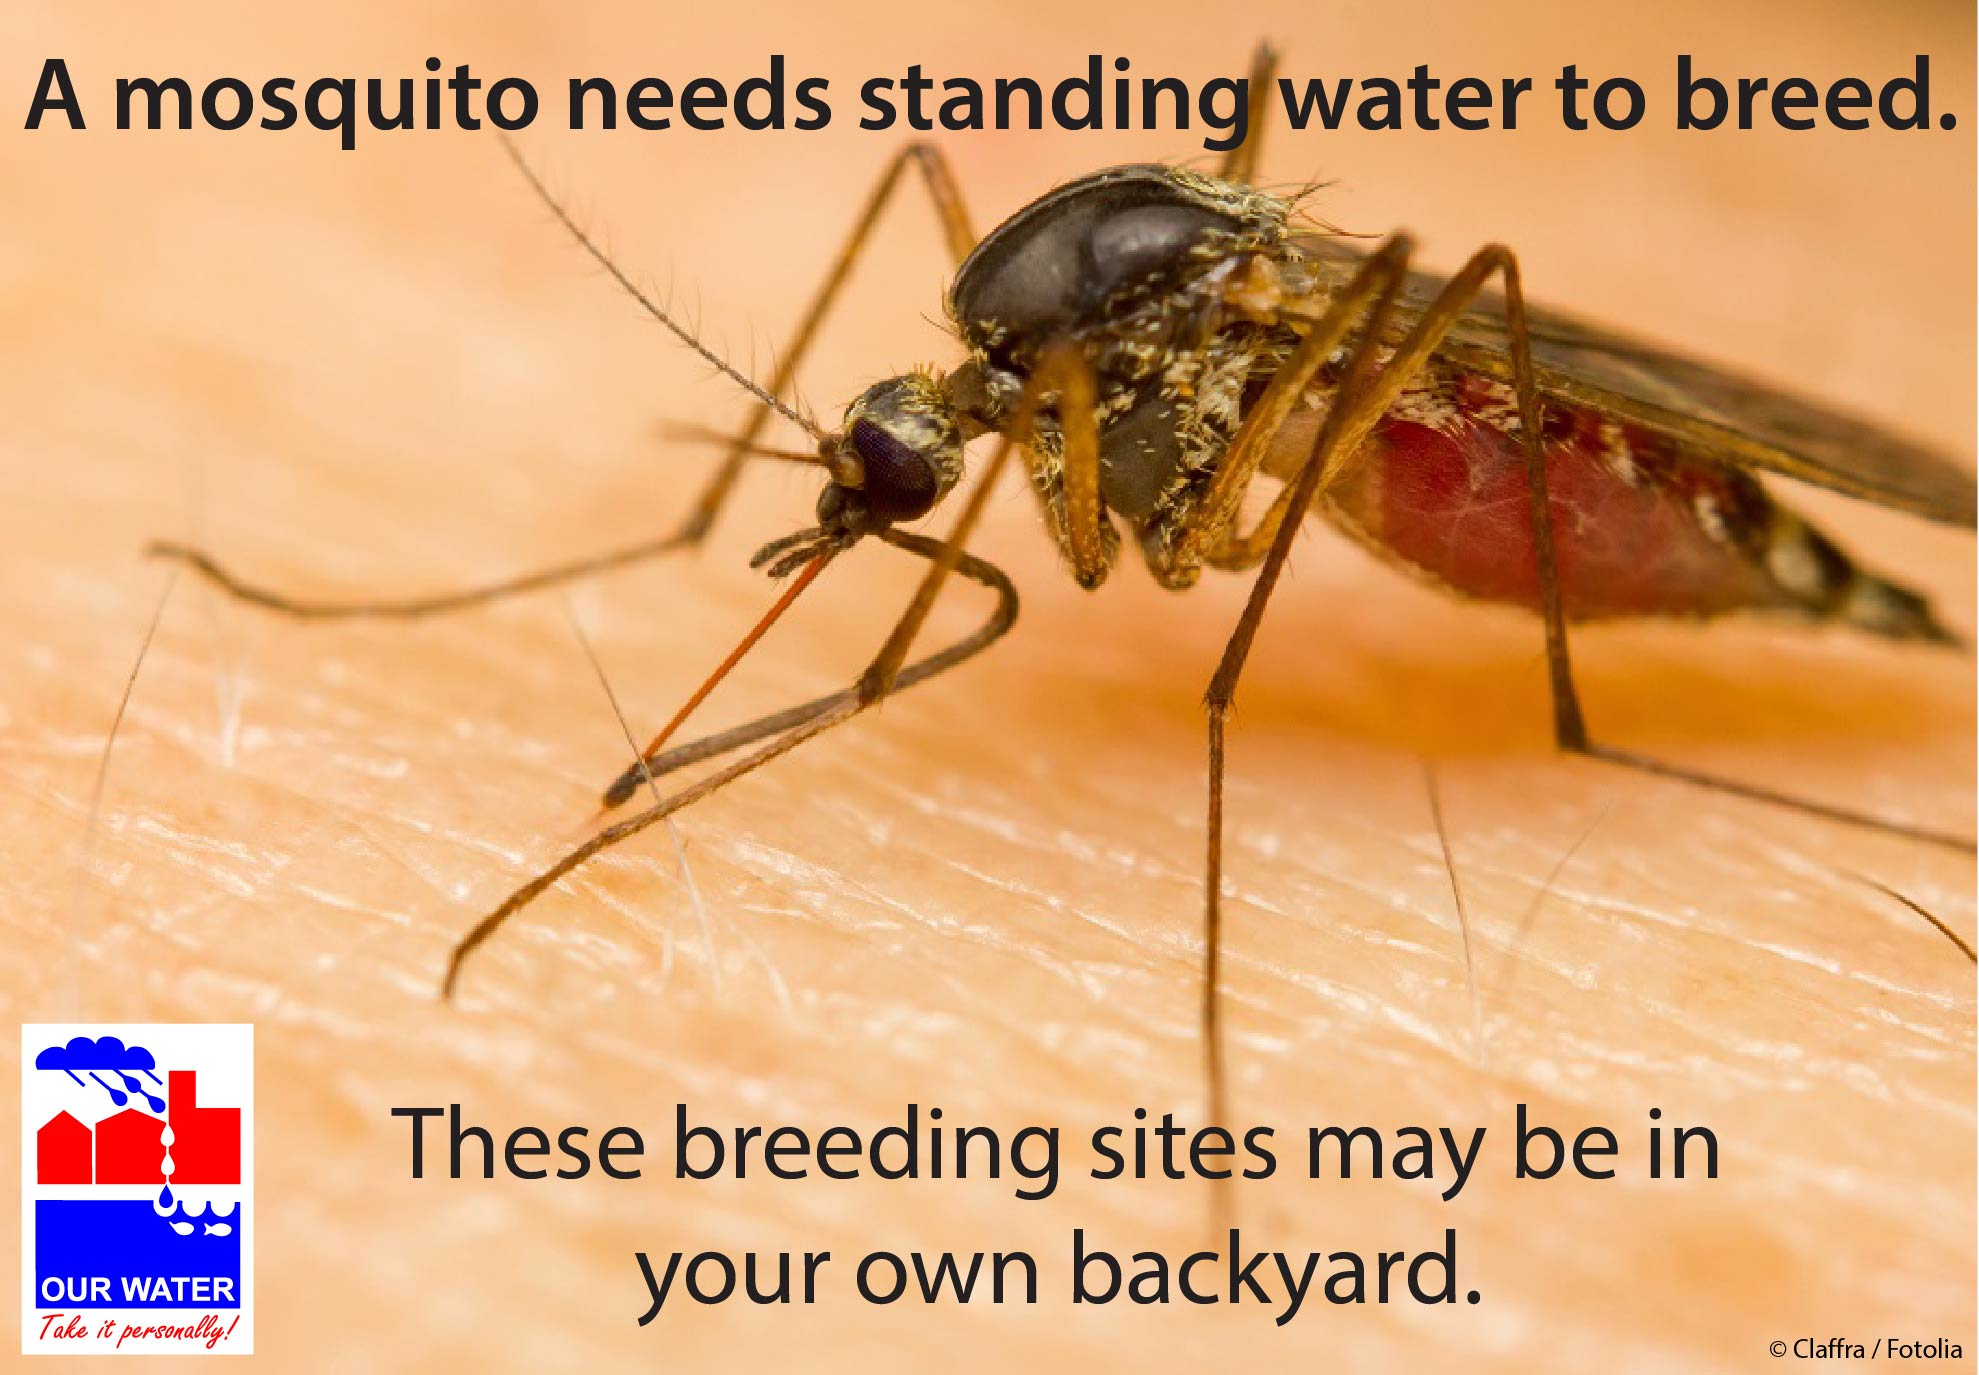 A mosquito needs standing water to breed.
These breeding sites may be in
your own backyard.
OUR WATER
Take it personally!
© Claffra / Fotolia